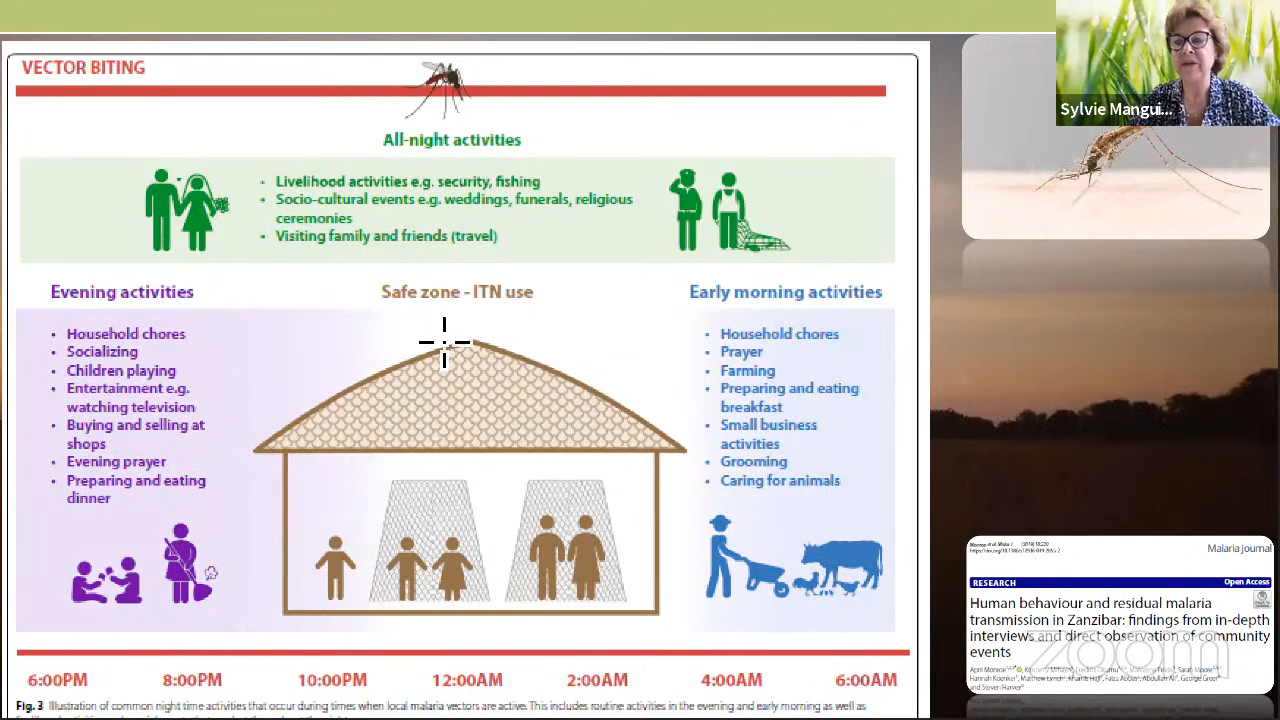 VECTOR BITING
All-night activities
• Livelihood activities e.g. security, fishing
• Socio-cultural events e.g. weddings, funerals, religious
ceremonies
• Visiting family and friends (travel)
Evening activities
• Household chores
• Socializing
• Children playing
• Entertainment e.g.
watching television
• Buying and selling at
shops
• Evening prayer
• Preparing and eating
dinner
Safe zone - ITN use
Early morning activities
• Household chores
• Prayer
• Farming
• Preparing and eating
breakfast
• Small business
activities
• Grooming
• Caring for animals
6:00PM 8:00PM 10:00PM 12:00AM 2:00AM 4:00AM 6:00AM
Fig. 3 Illustration of common night time activities that occur during times when local malaria vectors are active. This includes routine activities in the evening and early morning as well as
Sylvie Mangui...
Malaria Journal
RESEARCH Open Access
Human behaviour and residual malaria
transmission in Zanzibar: findings from in-depth
interviews and direct observation of community
events
zoom